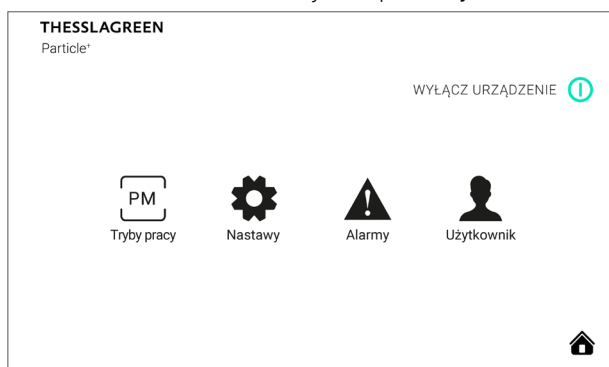 THESSLAGREEN
Particle⁺
WYŁĄCZ URZĄDZENIE
PM
Tryby pracy
Nastawy
Alarmy
Użytkownik